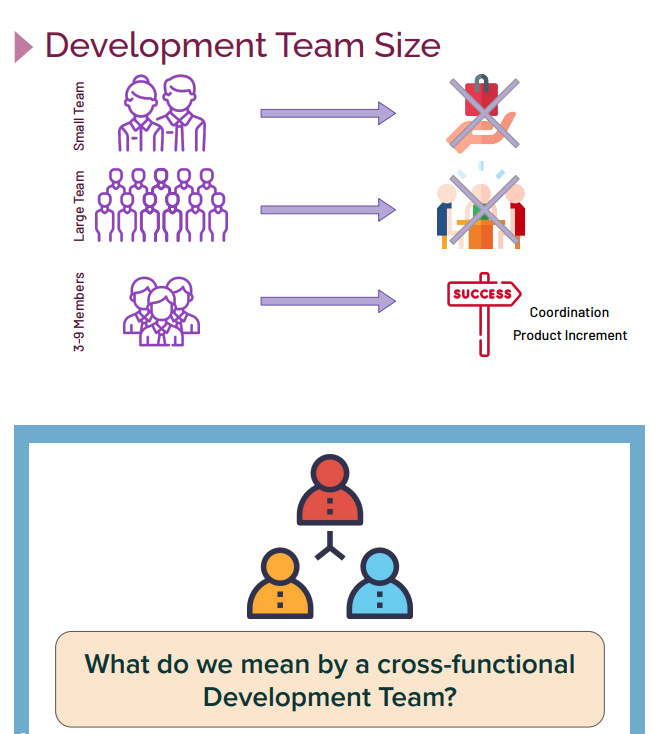 Development Team Size
Small Team
Large Team
3-9 Members
SUCCESS
Coordination
Product Increment
What do we mean by a cross-functional
Development Team?